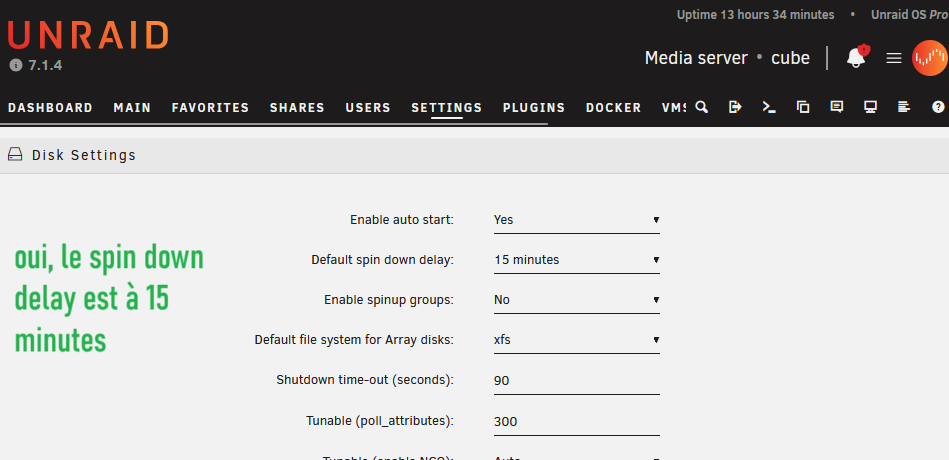 Uptime 13 hours 34 minutes • Unraid OS Pro
UNRAID
7.1.4
Media server • cube
DASHBOARD MAIN FAVORITES SHARES USERS SETTINGS PLUGINS DOCKER VMS
Disk Settings
Enable auto start: Yes
Default spin down delay: 15 minutes
Enable spinup groups: No
Default file system for Array disks: xfs
Shutdown time-out (seconds): 90
Tunable (poll_attributes): 300
oui, le spin down
delay est à 15
minutes